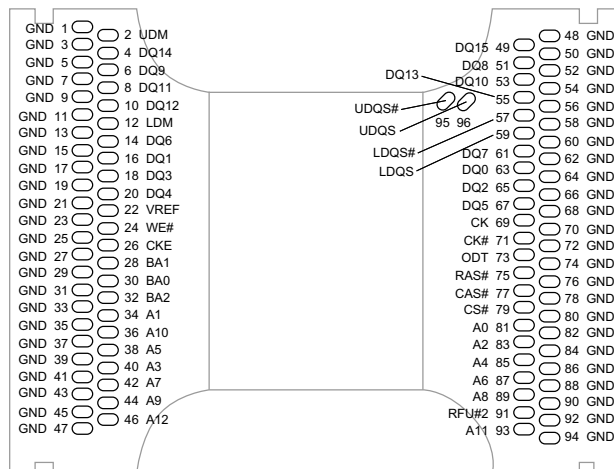 GND 1
2 UDM
GND 3
4 DQ14
GND 5
6 DQ9
GND 7
8 DQ11
GND 9
10 DQ12
GND 11
12 LDM
GND 13
14 DQ6
GND 15
16 DQ1
GND 17
18 DQ3
GND 19
20 DQ4
GND 21
22 VREF
GND 23
24 WE#
GND 25
26 CKE
GND 27
28 BA1
GND 29
30 BA0
GND 31
32 BA2
GND 33
34 A1
GND 35
36 A10
GND 37
38 A5
GND 39
40 A3
GND 41
42 A7
GND 43
44 A9
GND 45
46 A12
GND 47
48 GND
DQ15 49
50 GND
DQ8 51
52 GND
DQ10 53
54 GND
DQ13
55
56 GND
UDQS#
57
58 GND
95 96
UDQS
59
60 GND
LDQS#
DQ7 61
62 GND
LDQS
DQ0 63
64 GND
DQ2 65
66 GND
DQ5 67
68 GND
CK 69
70 GND
CK# 71
72 GND
ODT 73
74 GND
RAS# 75
76 GND
CAS# 77
78 GND
CS# 79
80 GND
A0 81
82 GND
A2 83
84 GND
A4 85
86 GND
A6 87
88 GND
A8 89
90 GND
RFU#2 91
92 GND
A11 93
94 GND